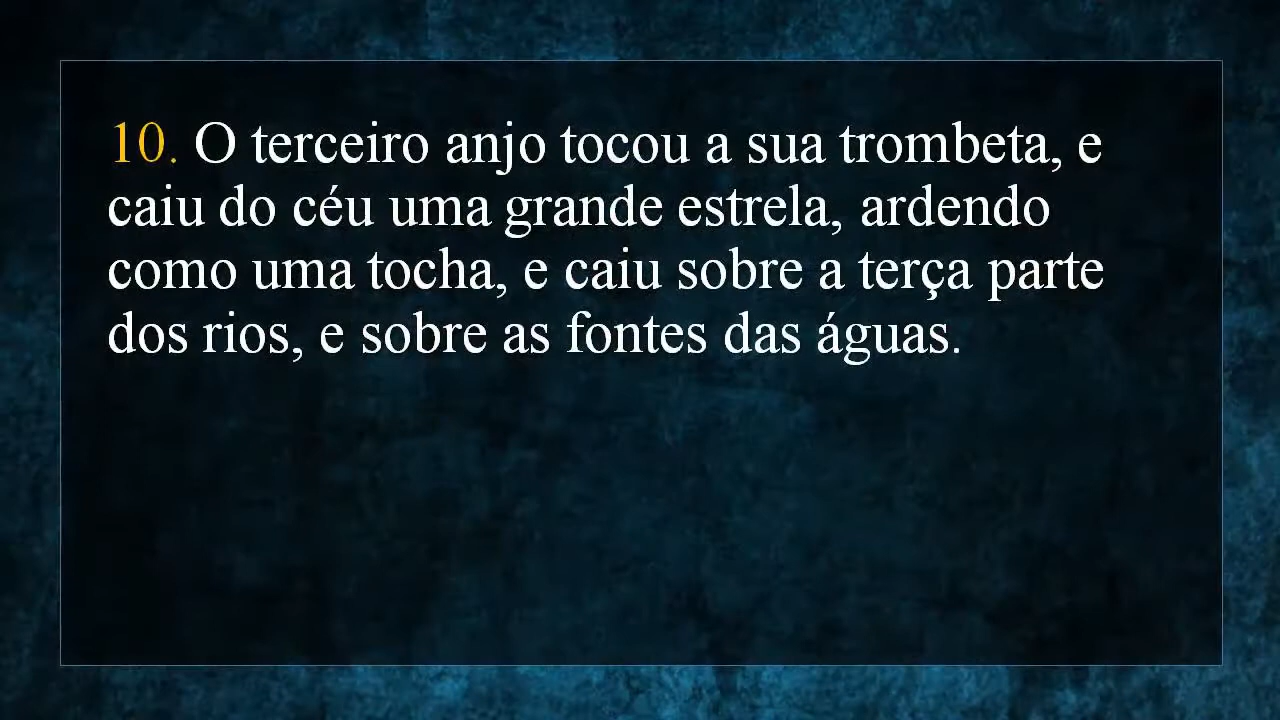 10. O terceiro anjo tocou a sua trombeta, e
caiu do céu uma grande estrela, ardendo
como uma tocha, e caiu sobre a terça parte
dos rios, e sobre as fontes das águas.